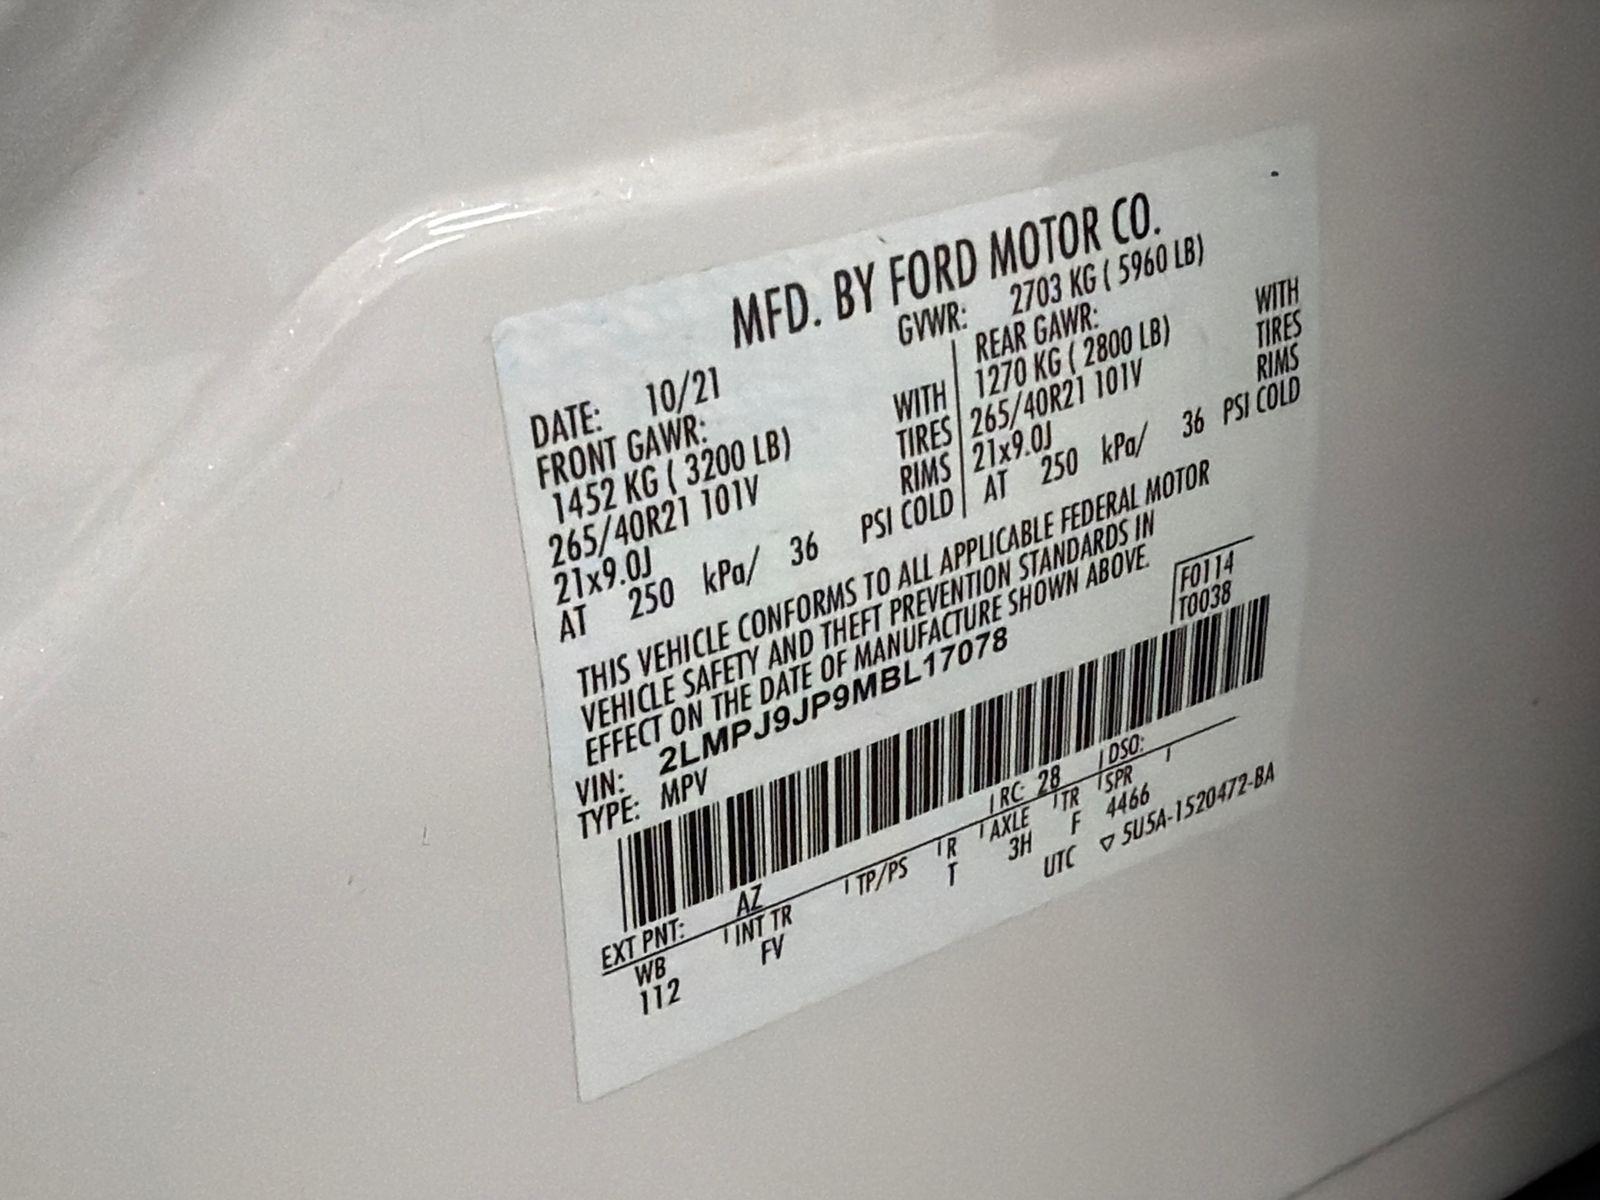 MFD. BY FORD MOTOR CO.
DATE: 10/21 GVWR: 2703 KG ( 5960 LB)
FRONT GAWR: REAR GAWR:
1452 KG ( 3200 LB) WITH 1270 KG ( 2800 LB) WITH
265/40R21 101V TIRES 265/40R21 101V TIRES
21x9.0J RIMS 21x9.0J RIMS
AT 250 kPa/ 36 PSI COLD AT 250 kPa/ 36 PSI COLD
THIS VEHICLE CONFORMS TO ALL APPLICABLE FEDERAL MOTOR
VEHICLE SAFETY AND THEFT PREVENTION STANDARDS IN
EFFECT ON THE DATE OF MANUFACTURE SHOWN ABOVE.
F0114
VIN: 2LMPJ9JP9MBL17078 T0038
TYPE: MPV
EXT PNT: AZ RC: 28 DSO:
WB INT TR TP/PS R AXLE TR SPR
112 FV T 3H F 4466
UTC ▽ 5U5A-1520472-BA